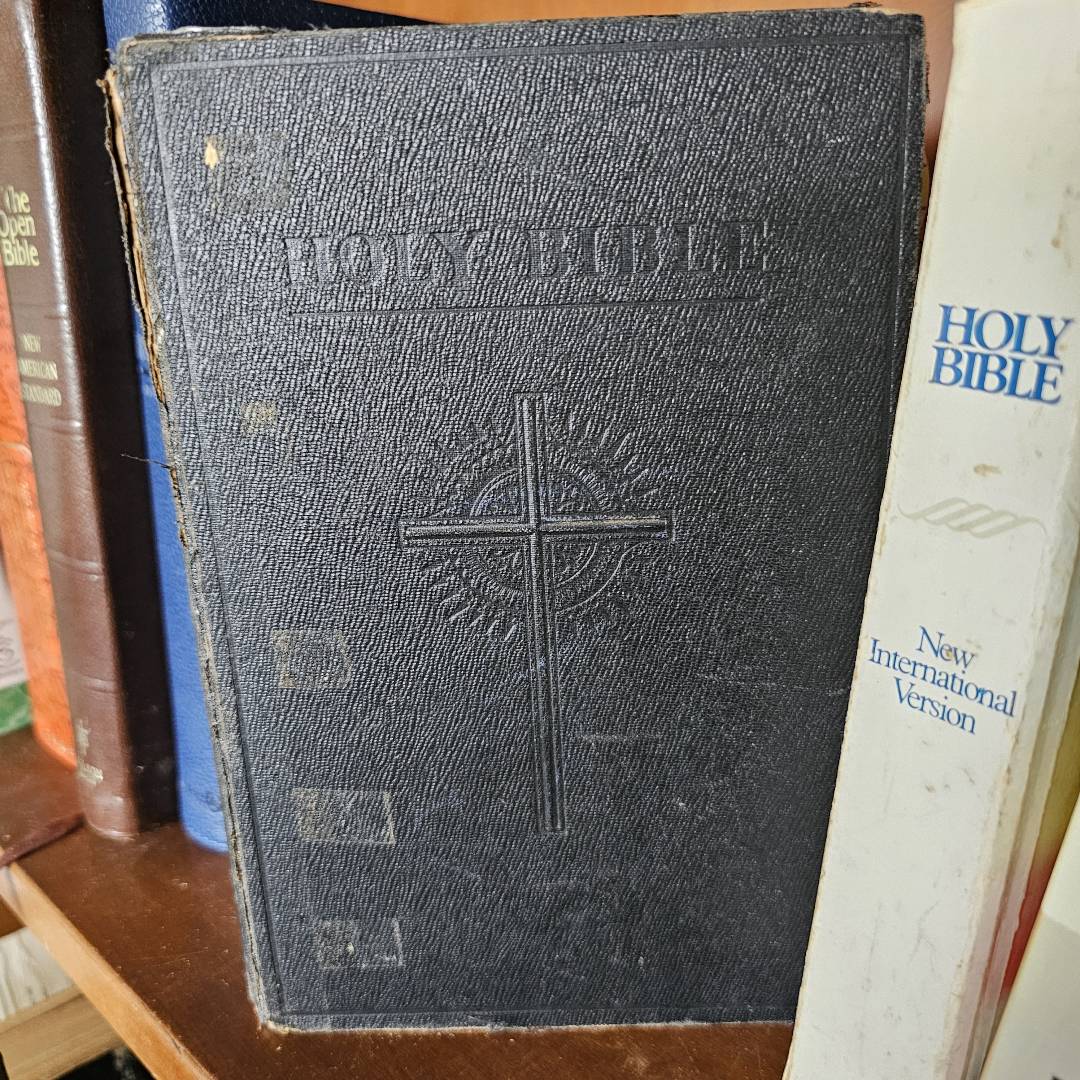 The
Open
Bible
NEW
AMERICAN
STANDARD
HOLY BIBLE
HOLY
BIBLE
New
International
Version